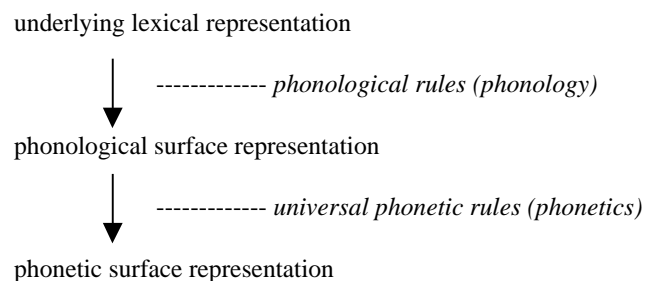 underlying lexical representation
------------- phonological rules (phonology)
phonological surface representation
------------- universal phonetic rules (phonetics)
phonetic surface representation